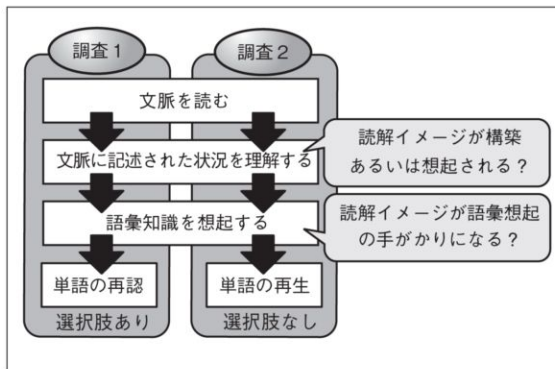 調査1
調査2
文脈を読む
文脈に記述された状況を理解する
読解イメージが構築
あるいは想起される?
語彙知識を想起する
読解イメージが語彙想起
の手がかりになる?
単語の再認
単語の再生
選択肢あり
選択肢なし